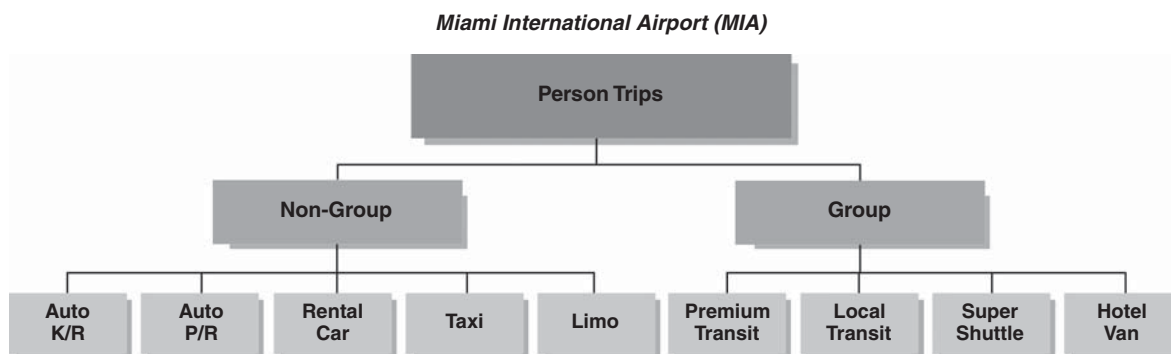 Miami International Airport (MIA)
Person Trips
Non-Group
Group
Auto
K/R
Auto
P/R
Rental
Car
Taxi
Limo
Premium
Transit
Local
Transit
Super
Shuttle
Hotel
Van